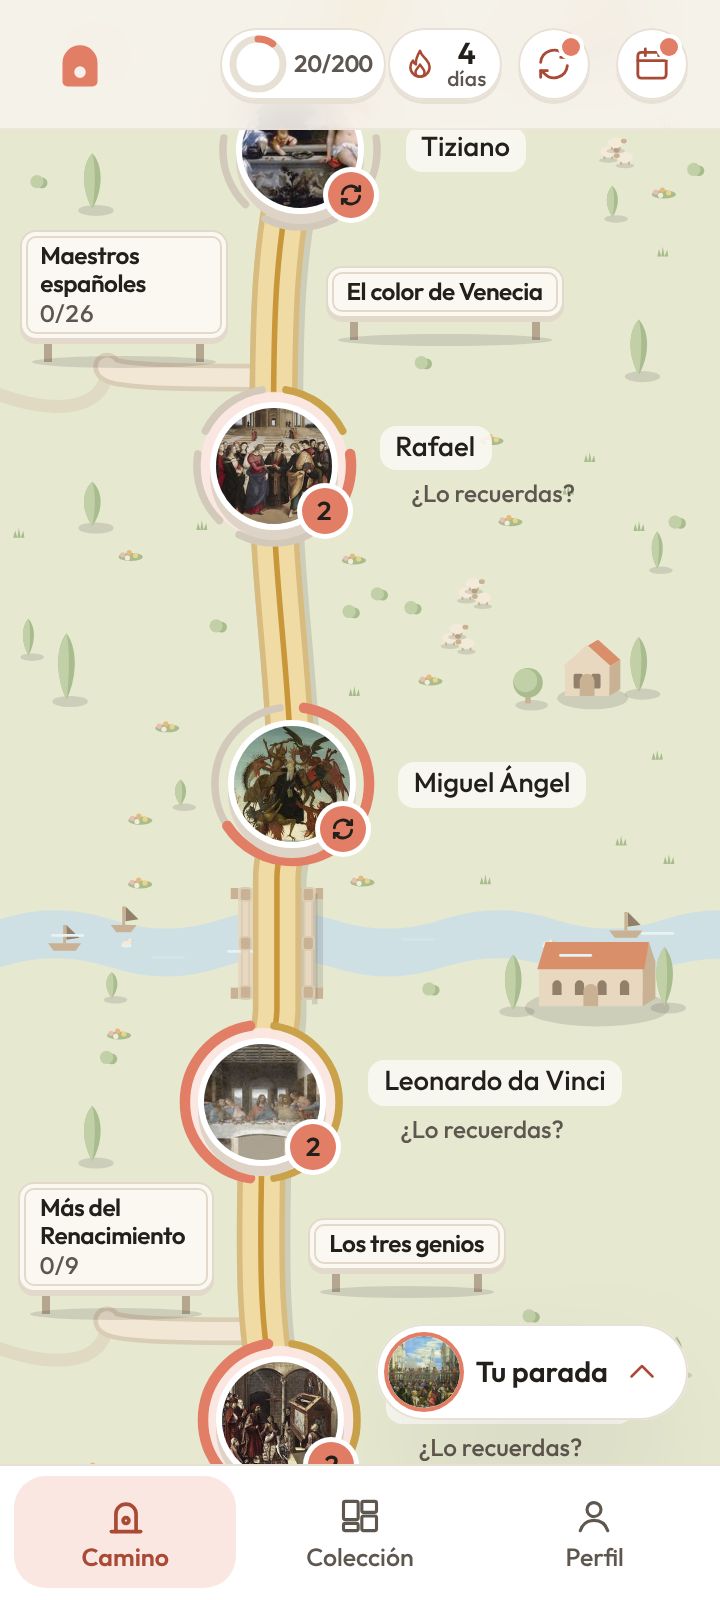 20/200
4
días
Tiziano
Maestros
españoles
0/26
El color de Venecia
Rafael
2
¿Lo recuerdas?
Miguel Ángel
Leonardo da Vinci
2
¿Lo recuerdas?
Más del
Renacimiento
0/9
Los tres genios
Tu parada
¿Lo recuerdas?
Camino
Colección
Perfil